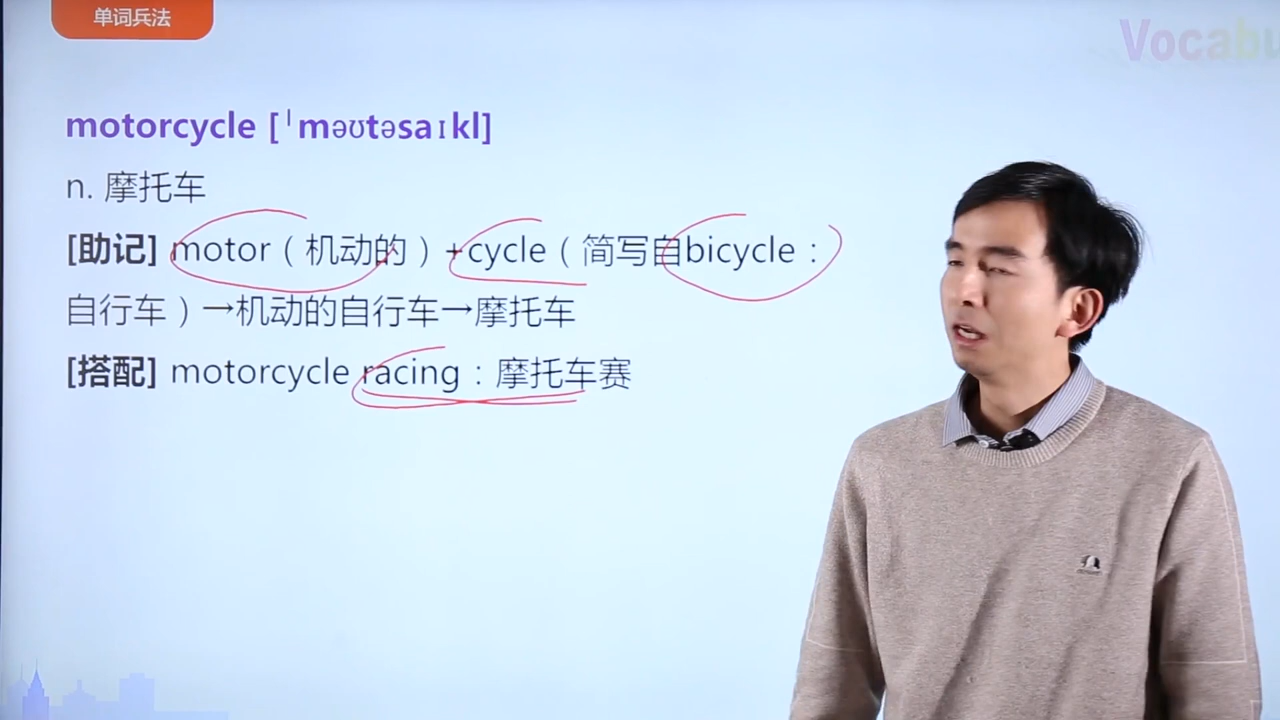 单词兵法
Vocabu
motorcycle [ˈməʊtəsaɪkl]
n. 摩托车
[助记] motor（机动的）+cycle（简写自bicycle：
自行车）→机动的自行车→摩托车
[搭配] motorcycle racing：摩托车赛